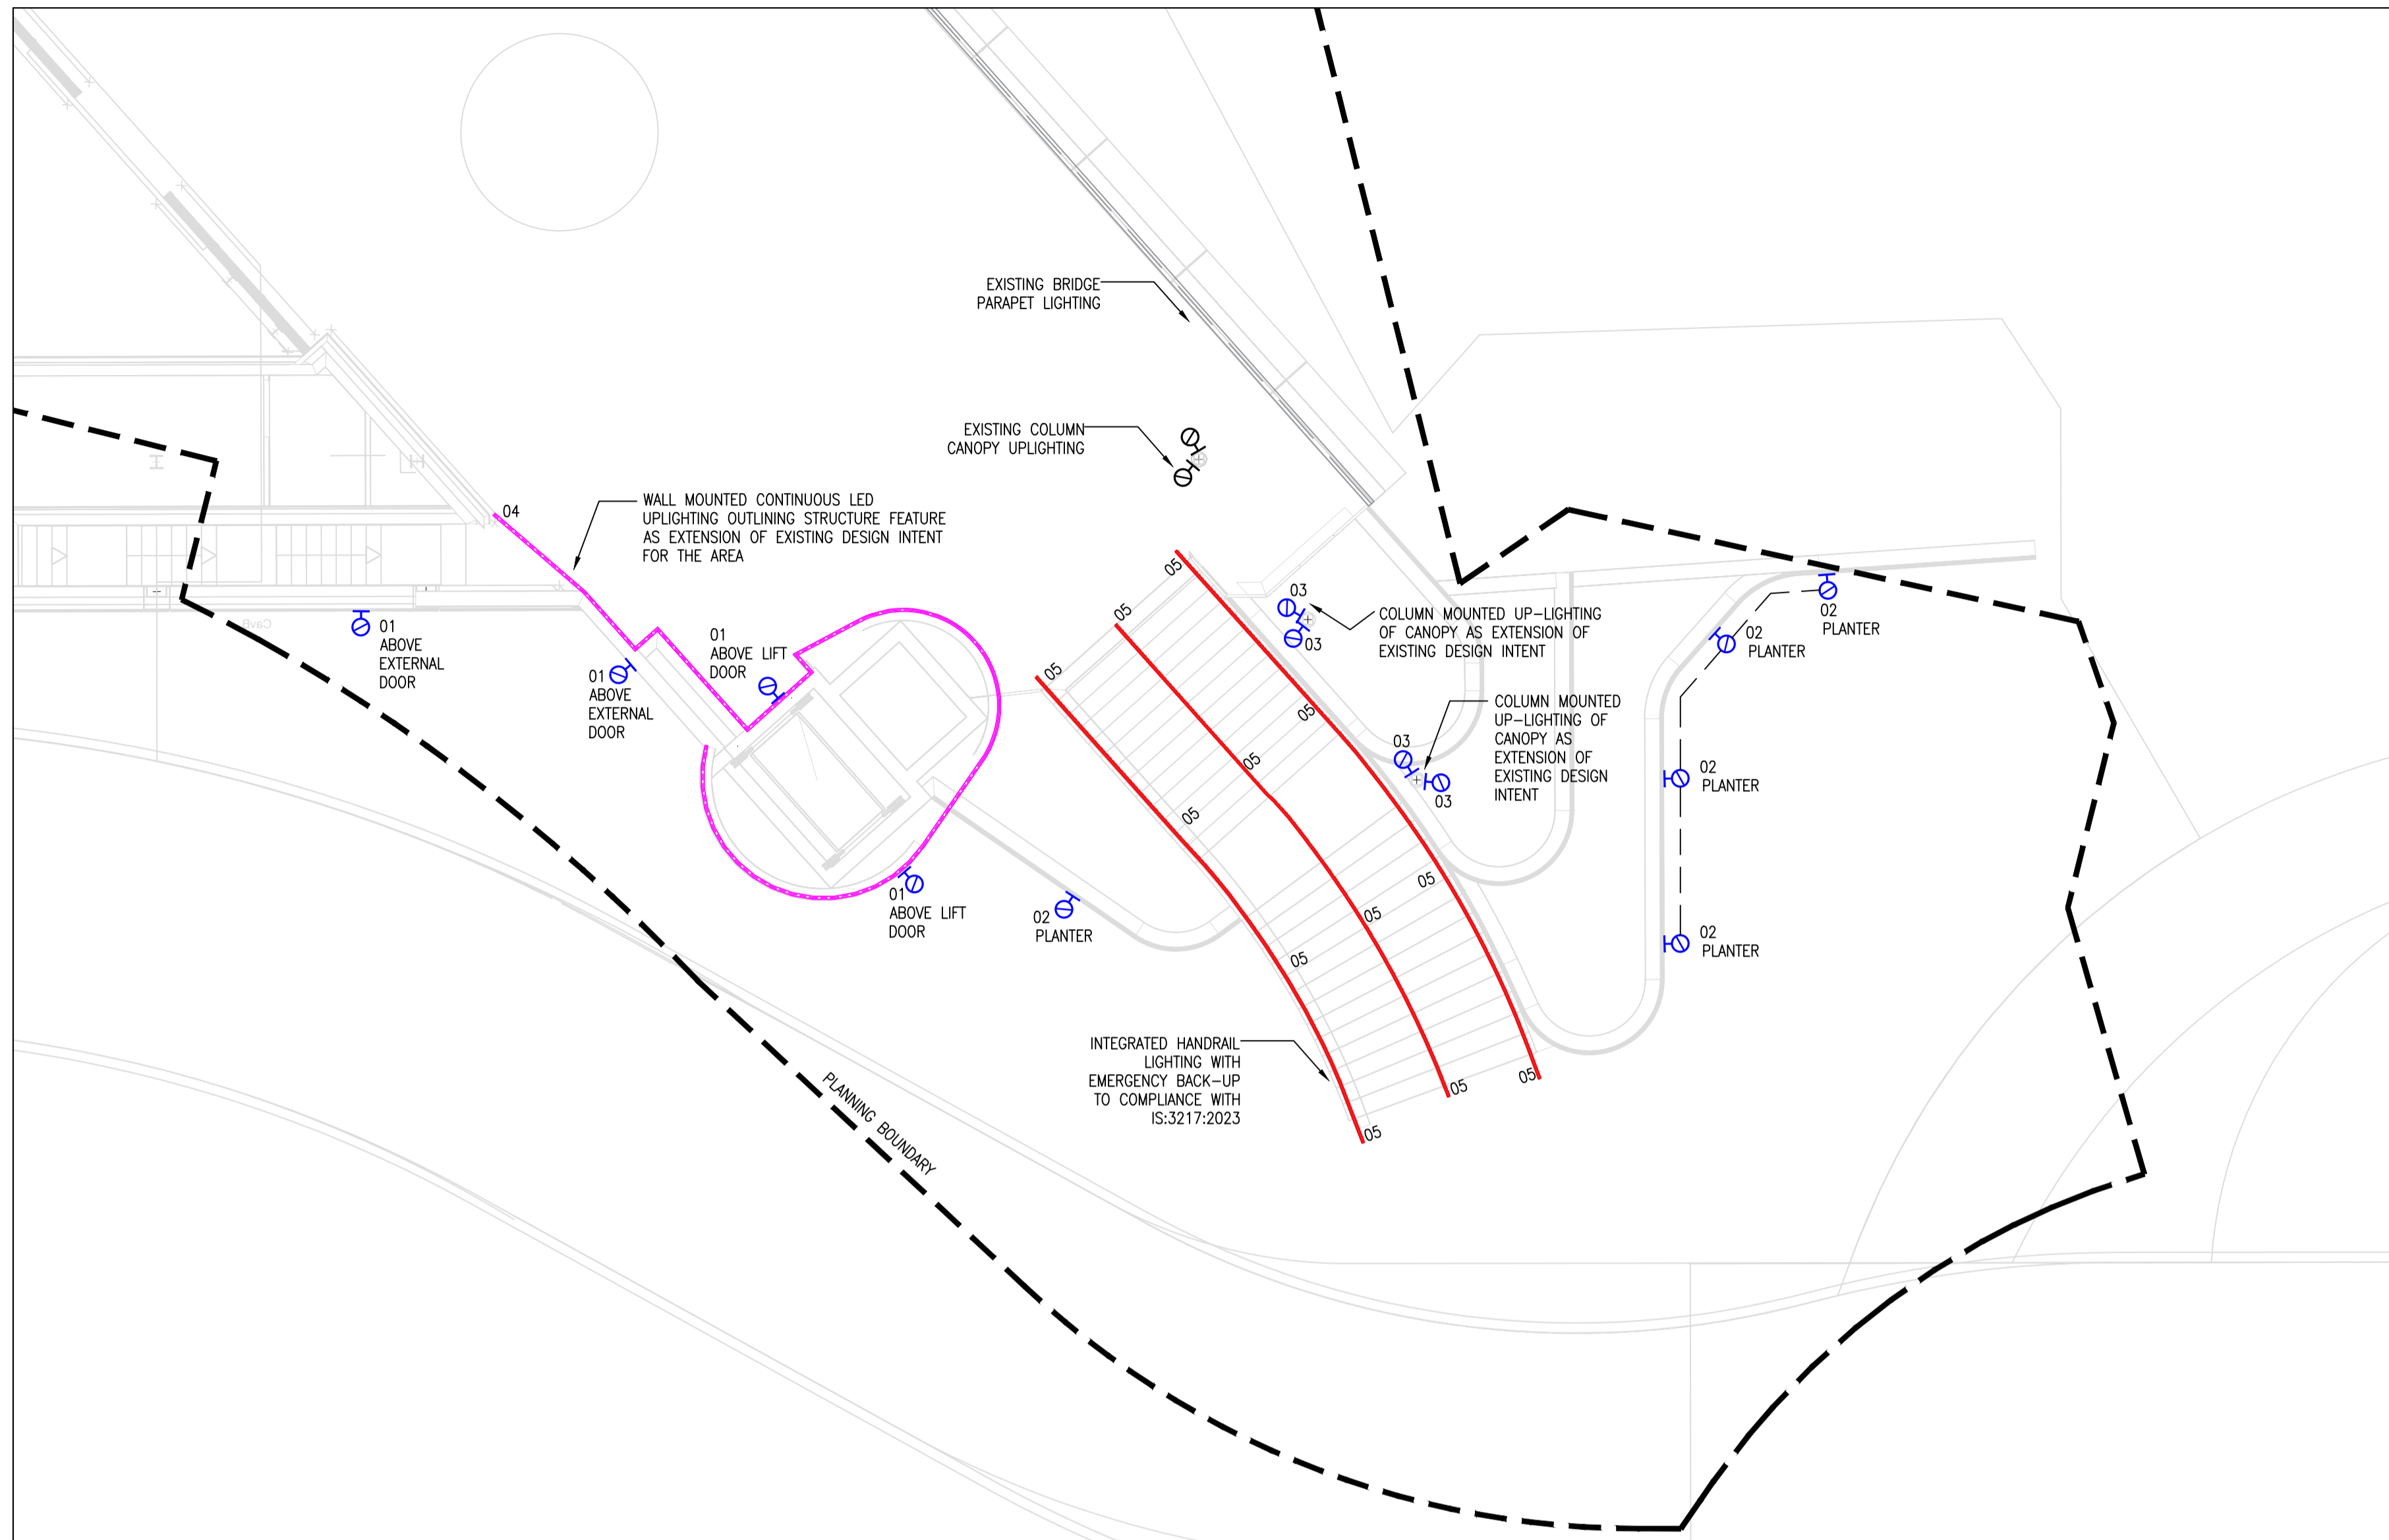 EXISTING BRIDGE
PARAPET LIGHTING
EXISTING COLUMN
CANOPY UPLIGHTING
04
WALL MOUNTED CONTINUOUS LED
UPLIGHTING OUTLINING STRUCTURE FEATURE
AS EXTENSION OF EXISTING DESIGN INTENT
FOR THE AREA
CavB
01
ABOVE
EXTERNAL
DOOR
01
ABOVE
EXTERNAL
DOOR
01
ABOVE LIFT
DOOR
01
ABOVE LIFT
DOOR
05
05
05
03
03
COLUMN MOUNTED UP-LIGHTING
OF CANOPY AS EXTENSION OF
EXISTING DESIGN INTENT
02
PLANTER
02
PLANTER
05
05
05
03
03
COLUMN MOUNTED
UP-LIGHTING OF
CANOPY AS
EXTENSION OF
EXISTING DESIGN
INTENT
02
PLANTER
02
PLANTER
02
PLANTER
05
05
05
INTEGRATED HANDRAIL
LIGHTING WITH
EMERGENCY BACK-UP
TO COMPLIANCE WITH
IS:3217:2023
05
05
05
PLANNING BOUNDARY